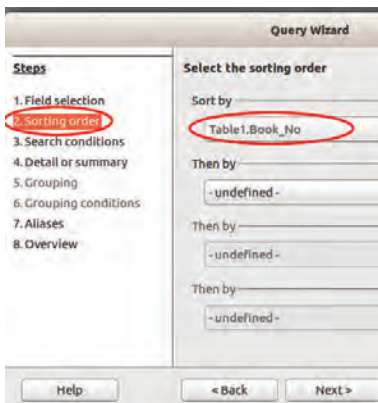 Query Wizard
Steps
1. Field selection
2. Sorting order
3. Search conditions
4. Detail or summary
5. Grouping
6. Grouping conditions
7. Aliases
8. Overview
Select the sorting order
Sort by
Table1.Book_No
Then by
- undefined -
Then by
- undefined -
Then by
- undefined -
Help
< Back
Next >